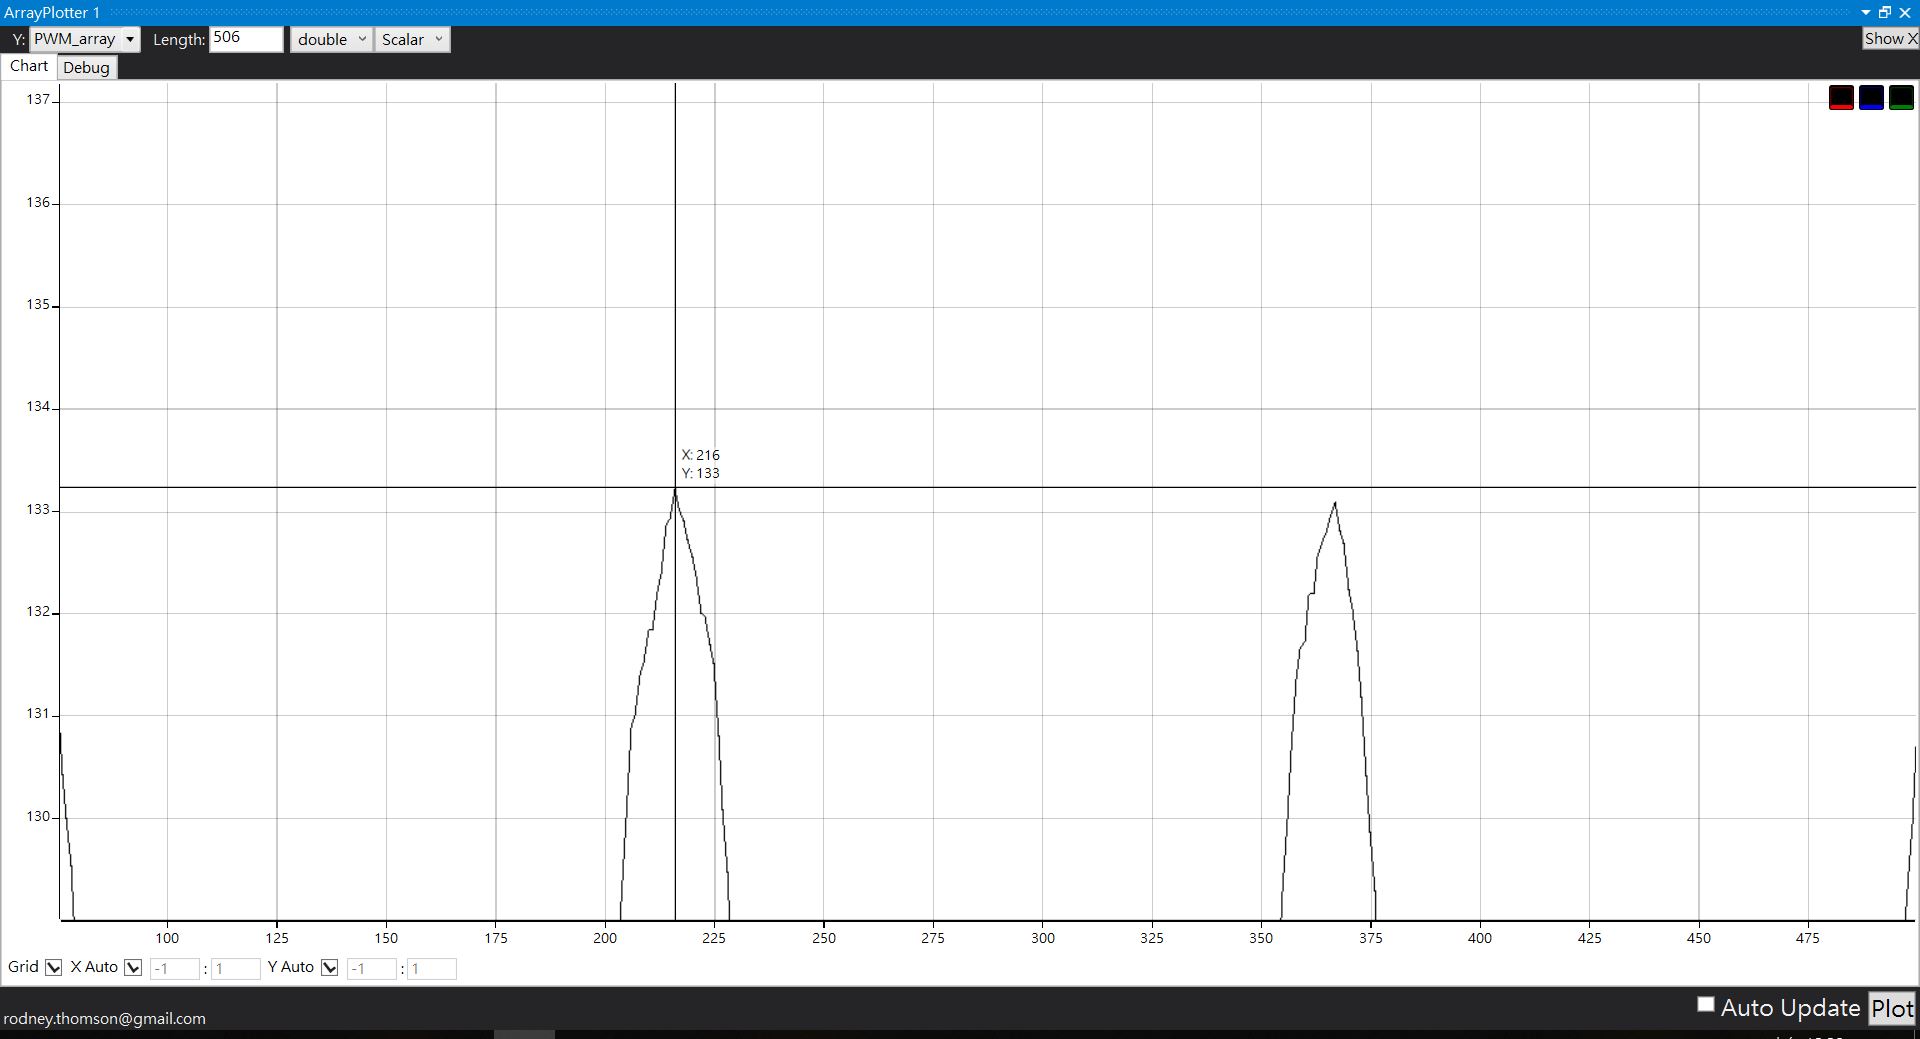 ArrayPlotter 1
Y: PWM_array Length: 506 double Scalar Show X
Chart Debug
137
136
135
134
X: 216
Y: 133
133
132
131
130
100 125 150 175 200 225 250 275 300 325 350 375 400 425 450 475
Grid X Auto -1 : 1 Y Auto -1 : 1
Auto Update Plot
rodney.thomson@gmail.com